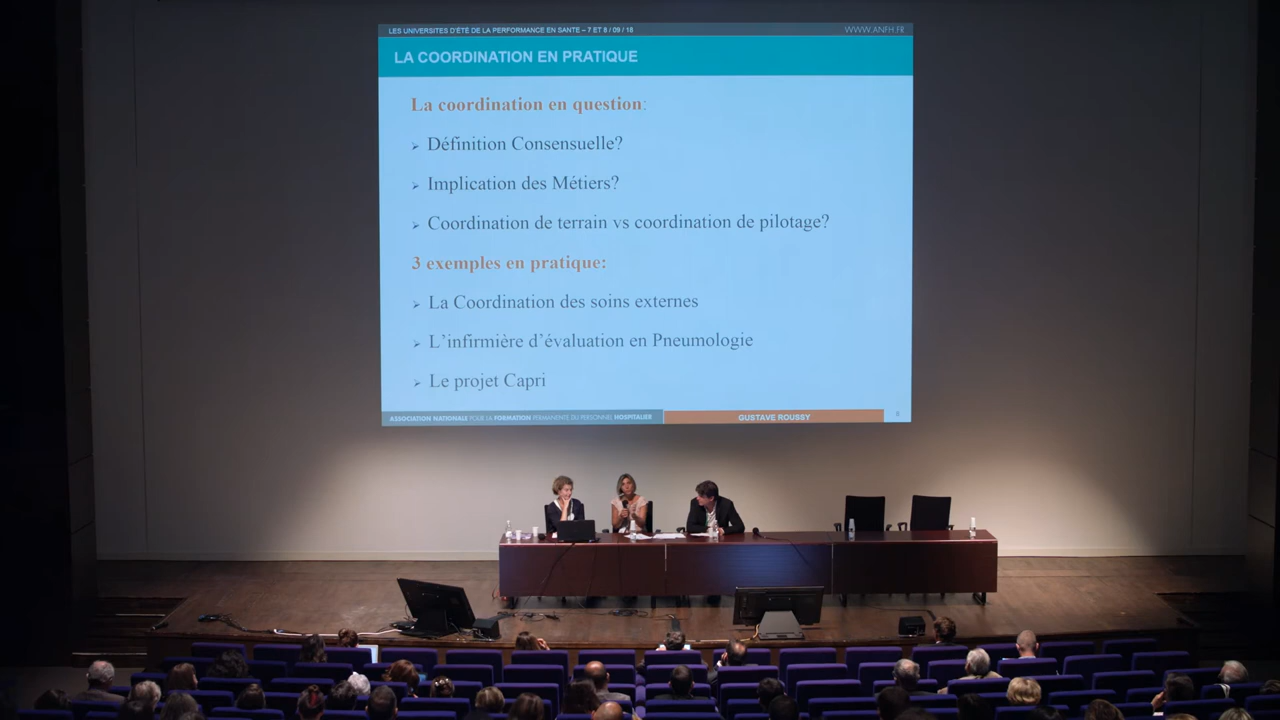 LES UNIVERSITES D'ÉTÉ DE LA PERFORMANCE EN SANTE – 7 ET 8 / 09 / 18
WWW.ANFH.FR
LA COORDINATION EN PRATIQUE
La coordination en question:
➢ Définition Consensuelle?
➢ Implication des Métiers?
➢ Coordination de terrain vs coordination de pilotage?
3 exemples en pratique:
➢ La Coordination des soins externes
➢ L'infirmière d'évaluation en Pneumologie
➢ Le projet Capri
ASSOCIATION NATIONALE POUR LA FORMATION PERMANENTE DU PERSONNEL HOSPITALIER
GUSTAVE ROUSSY